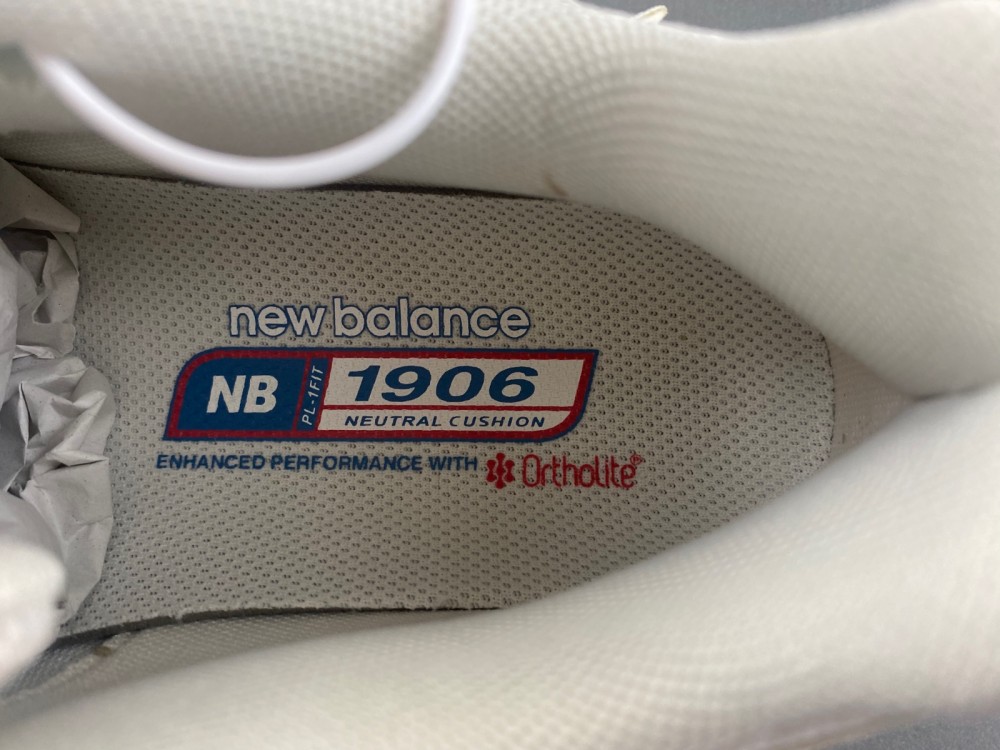 new balance
NB PL-1FIT 1906
NEUTRAL CUSHION
ENHANCED PERFORMANCE WITH Ortholite®